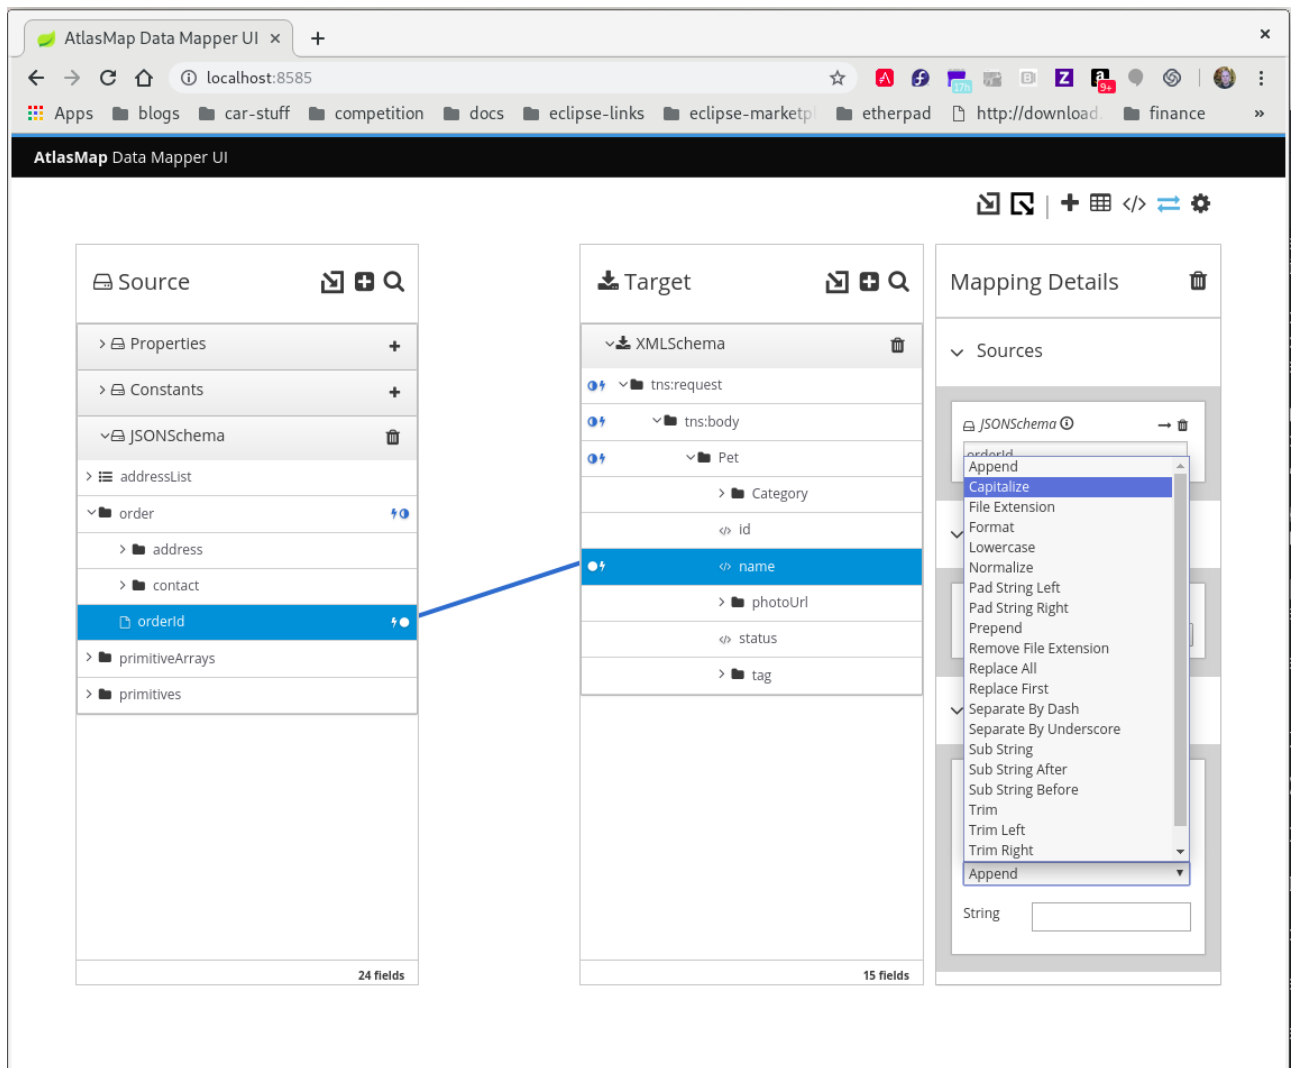 AtlasMap Data Mapper UI
localhost:8585
17h
9+
Apps blogs car-stuff competition docs eclipse-links eclipse-marketpl etherpad http://download. finance »
AtlasMap Data Mapper UI
Source
Properties
Constants
JSONSchema
addressList
order
address
contact
orderId
primitiveArrays
primitives
24 fields
Target
XMLSchema
tns:request
tns:body
Pet
Category
id
name
photoUrl
status
tag
15 fields
Mapping Details
Sources
JSONSchema
orderId
Append
Capitalize
File Extension
Format
Lowercase
Normalize
Pad String Left
Pad String Right
Prepend
Remove File Extension
Replace All
Replace First
Separate By Dash
Separate By Underscore
Sub String
Sub String After
Sub String Before
Trim
Trim Left
Trim Right
Append
String